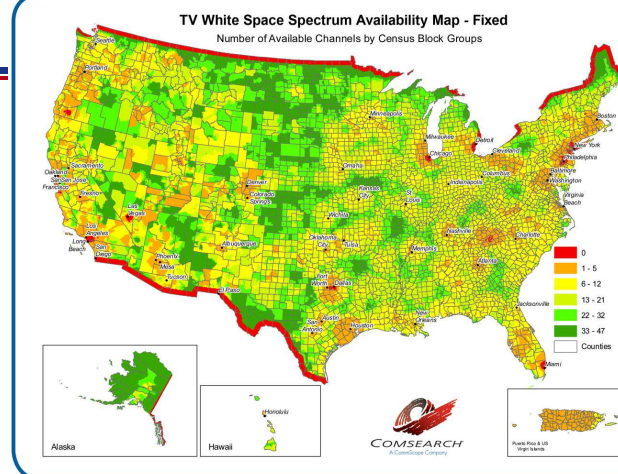 TV White Space Spectrum Availability Map - Fixed
Number of Available Channels by Census Block Groups
Seattle
Portland
Minneapolis
Boston
Milwaukee
Detroit
New York
Chicago
Cleveland
Philadelphia
Sacramento
Omaha
Columbus
Baltimore
Oakland
Denver
Indianapolis
Washington
San Jose
San
Francisco
Kansas
City
St.
Louis
Colorado
Springs
Virginia
Beach
Fresno
Las
Vegas
Wichita
Nashville
Charlotte
Los
Angeles
Albuquerque
Oklahoma
City
Tulsa
Memphis
Long
Beach
Phoenix
Mesa
Atlanta
San
Diego
Tucson
Fort
Worth
Dallas
El Paso
Jacksonville
Austin
New
Orleans
San
Antonio
Houston
Miami
0
1 - 5
6 - 12
13 - 21
22 - 32
33 - 47
Counties
Alaska
Honolulu
Hawaii
COMSEARCH
A CommScope Company
Puerto Rico & US
Virgin Islands